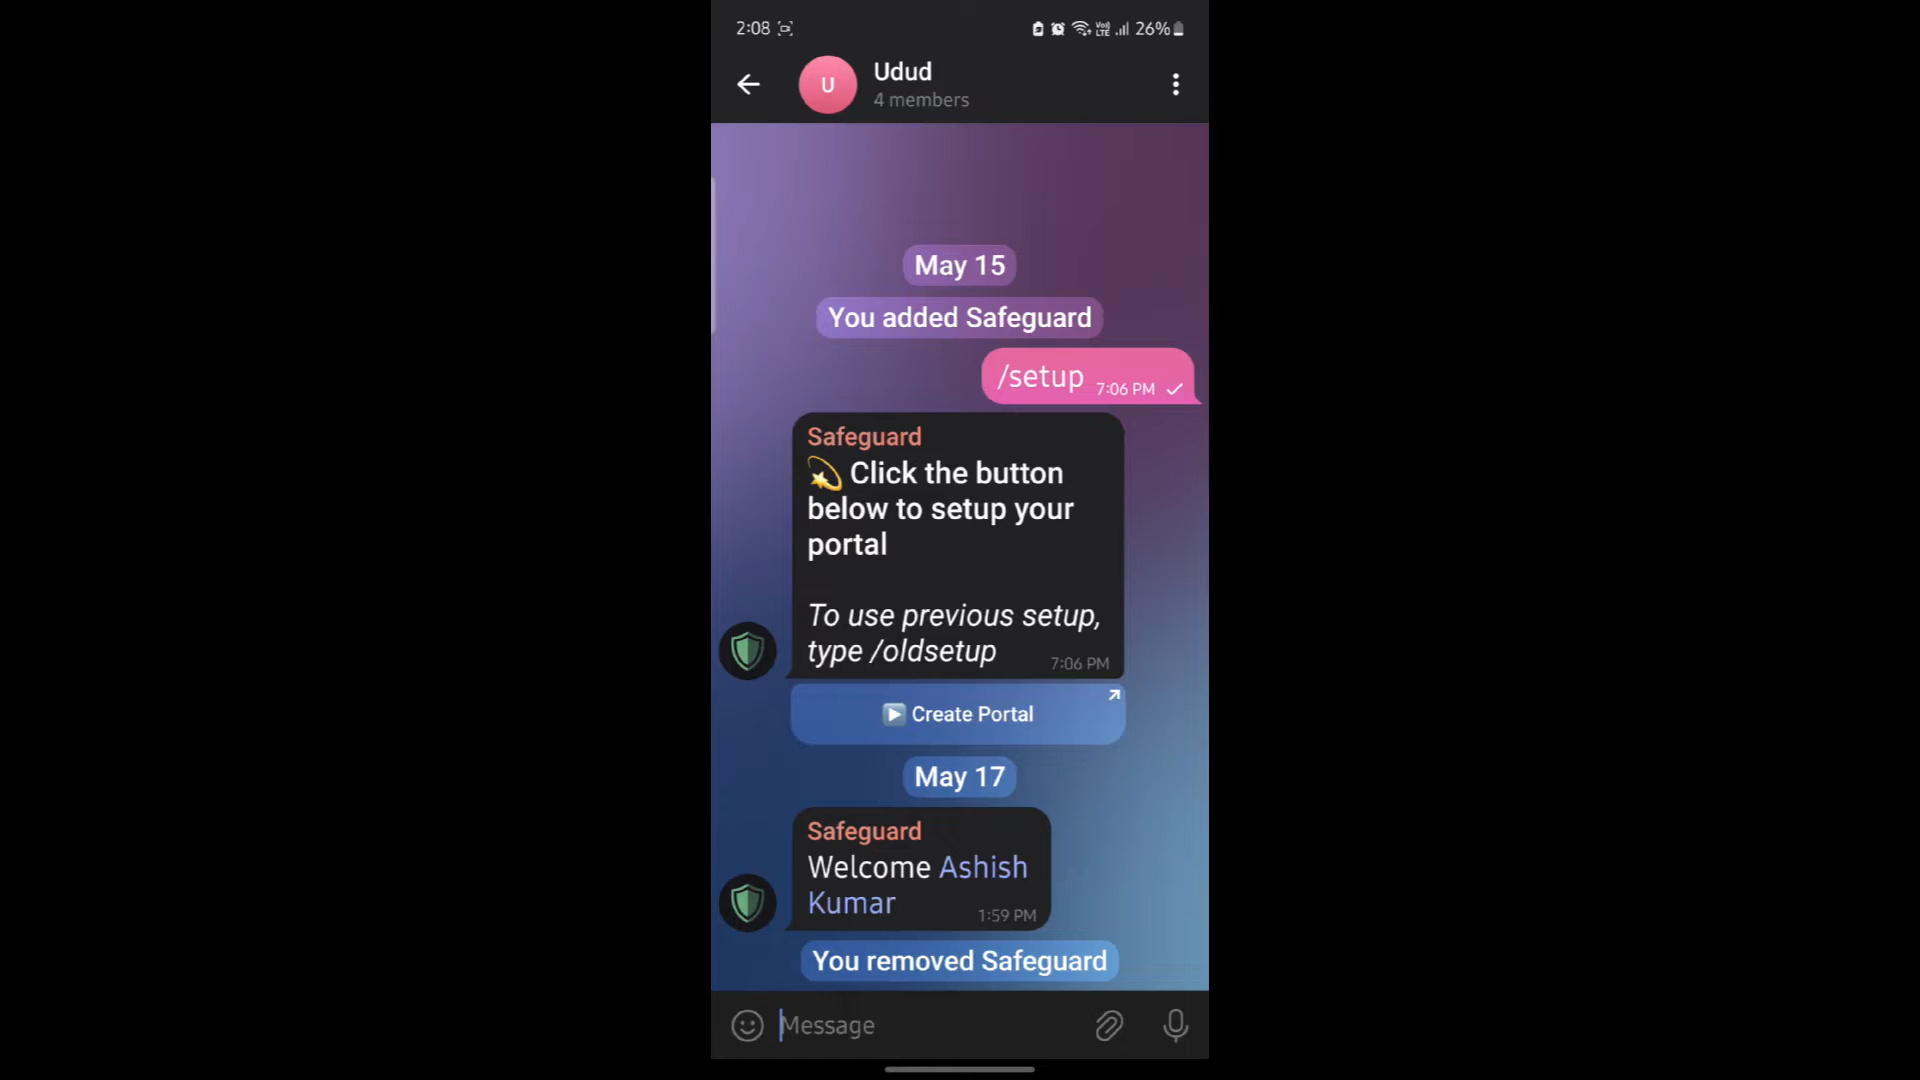 2:08 Vo) LTE 26%
U
Udud
4 members
May 15
You added Safeguard
/setup 7:06 PM
Safeguard
💫 Click the button
below to setup your
portal
To use previous setup,
type /oldsetup 7:06 PM
▶️ Create Portal
May 17
Safeguard
Welcome Ashish
Kumar 1:59 PM
You removed Safeguard
Message